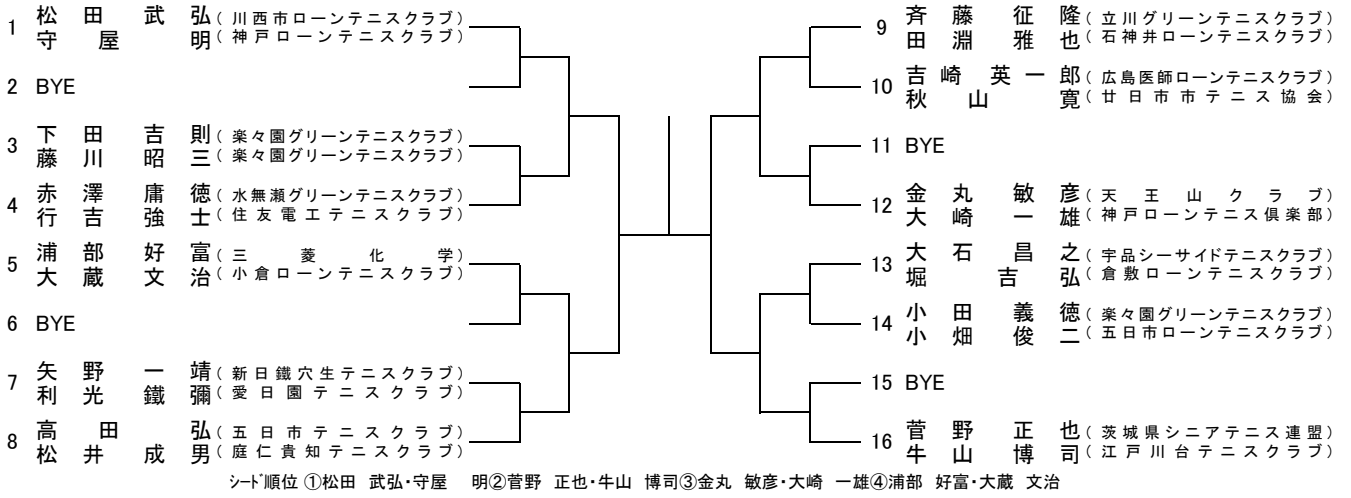 1 松田 武弘 (川西市ローンテニスクラブ)
守屋 明 (神戸ローンテニスクラブ)
2 BYE
3 下田 吉則 (楽々園グリーンテニスクラブ)
藤川 昭三 (楽々園グリーンテニスクラブ)
4 赤澤 庸徳 (水無瀬グリーンテニスクラブ)
行吉 強士 (住友電工テニスクラブ)
5 浦部 好富 (三菱化学)
大蔵 文治 (小倉ローンテニスクラブ)
6 BYE
7 矢野 一靖 (新日鐵穴生テニスクラブ)
利光 鐵彌 (愛日園テニスクラブ)
8 高田 弘 (五日市テニスクラブ)
松井 成男 (庭仁貴知テニスクラブ)
9 斉藤 征隆 (立川グリーンテニスクラブ)
田淵 雅也 (石神井ローンテニスクラブ)
10 吉崎 英一郎 (広島医師ローンテニスクラブ)
秋山 寛 (廿日市市テニス協会)
11 BYE
12 金丸 敏彦 (天王山クラブ)
大崎 一雄 (神戸ローンテニス倶楽部)
13 大石 昌之 (宇品シーサイドテニスクラブ)
堀 吉弘 (倉敷ローンテニスクラブ)
14 小田 義徳 (楽々園グリーンテニスクラブ)
小畑 俊二 (五日市ローンテニスクラブ)
15 BYE
16 菅野 正也 (茨城県シニアテニス連盟)
牛山 博司 (江戸川台テニスクラブ)
シード順位 ①松田 武弘・守屋 明②菅野 正也・牛山 博司③金丸 敏彦・大崎 一雄④浦部 好富・大蔵 文治